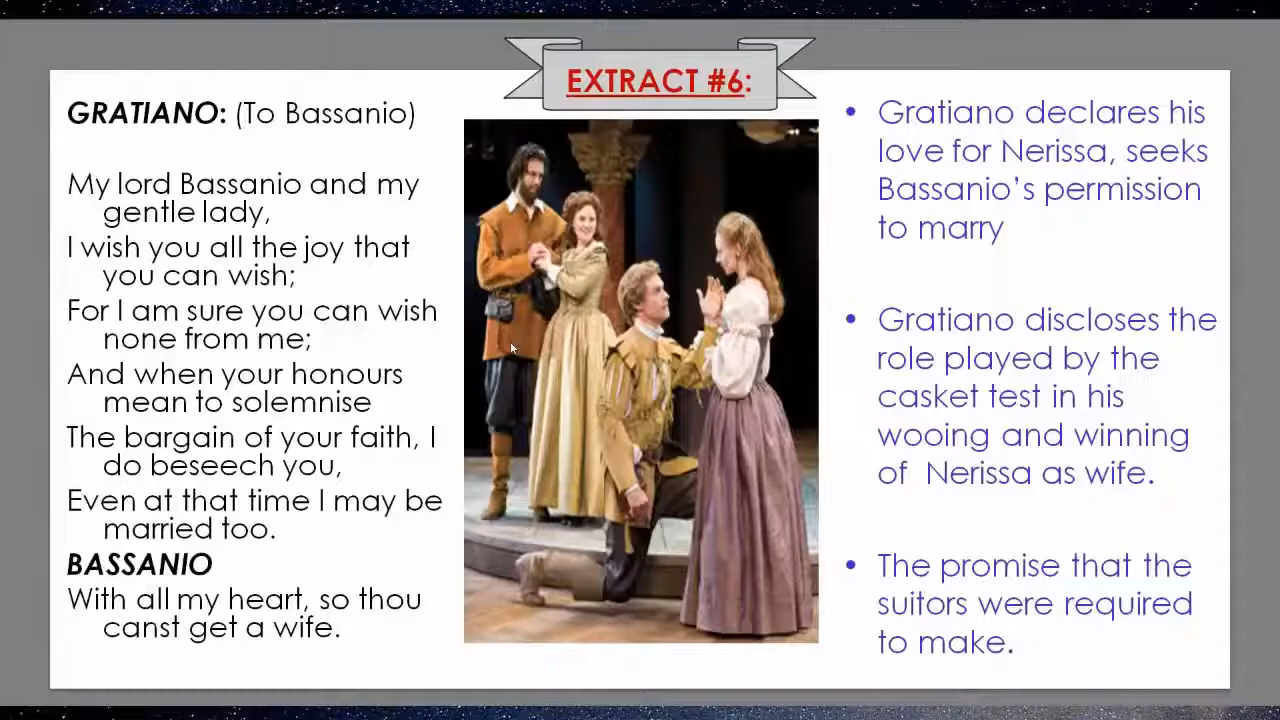 EXTRACT #6:
GRATIANO: (To Bassanio)
My lord Bassanio and my
gentle lady,
I wish you all the joy that
you can wish;
For I am sure you can wish
none from me;
And when your honours
mean to solemnise
The bargain of your faith, I
do beseech you,
Even at that time I may be
married too.
BASSANIO
With all my heart, so thou
canst get a wife.
• Gratiano declares his
love for Nerissa, seeks
Bassanio’s permission
to marry
• Gratiano discloses the
role played by the
casket test in his
wooing and winning
of Nerissa as wife.
• The promise that the
suitors were required
to make.